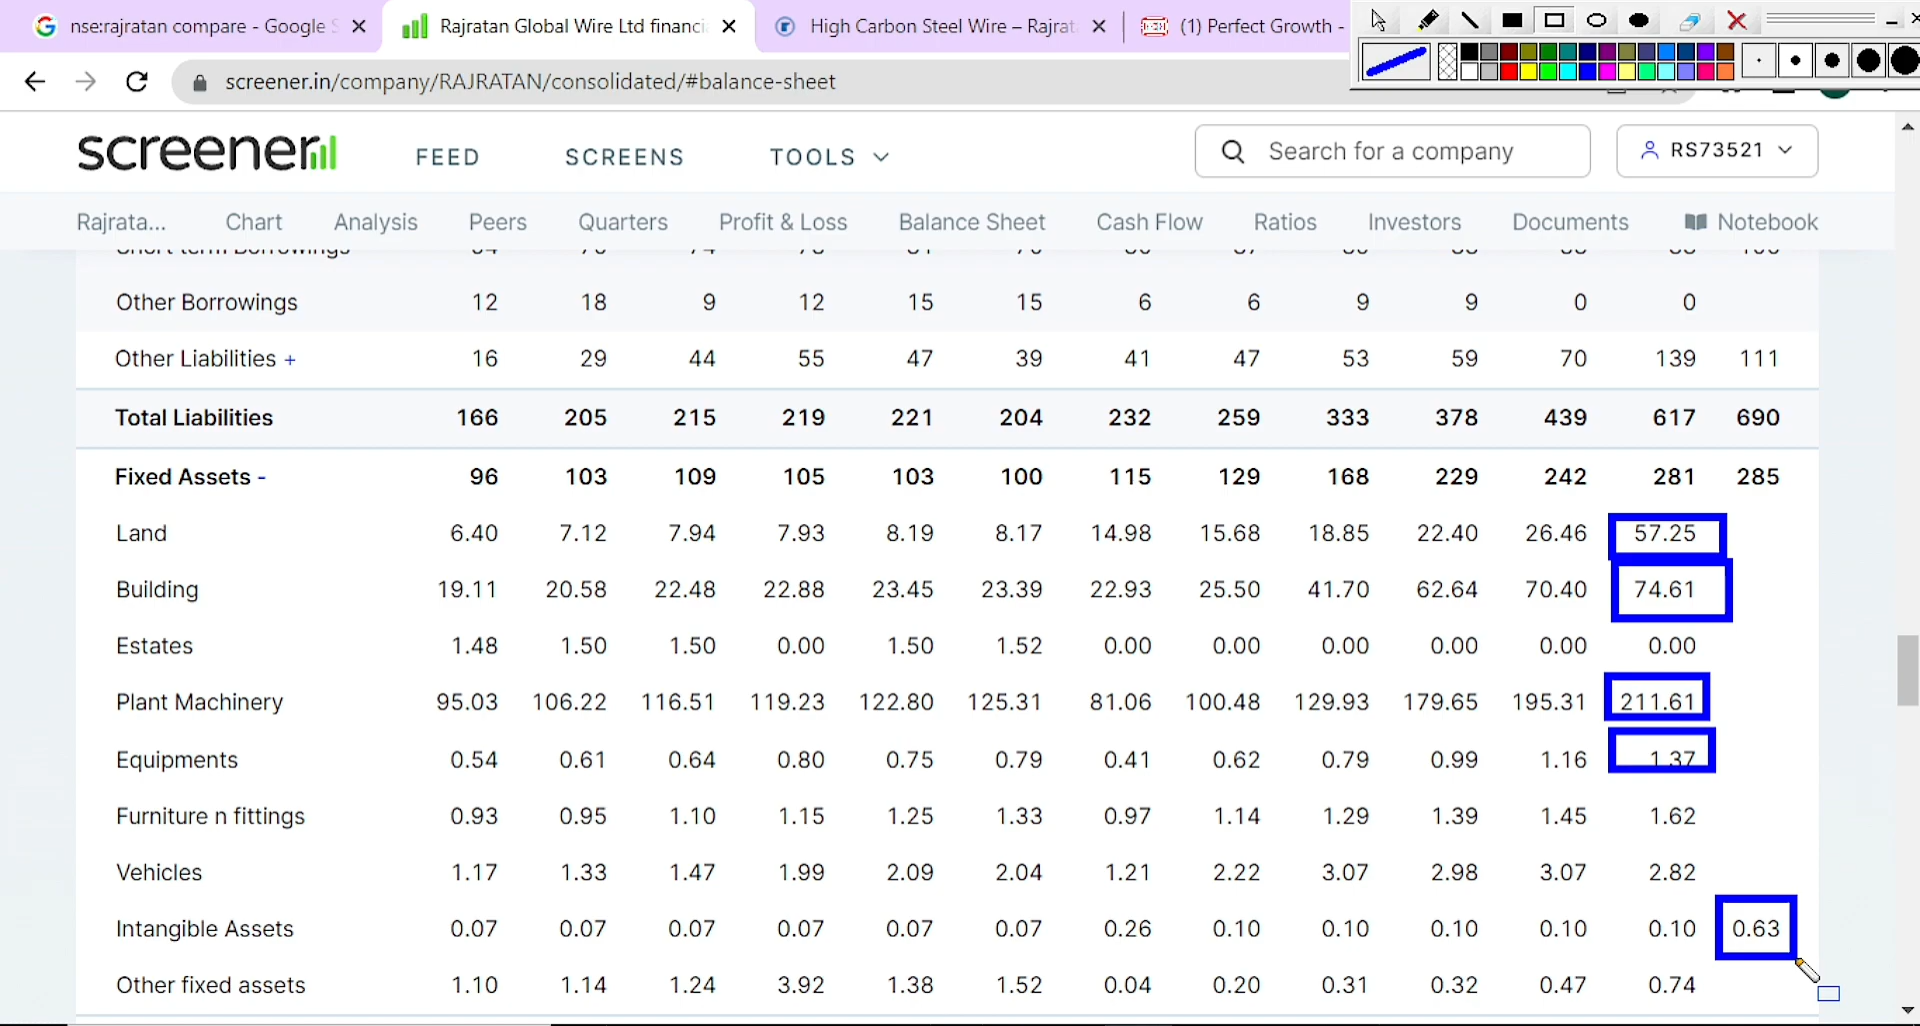 nse:rajratan compare - Google S
Rajratan Global Wire Ltd financi
High Carbon Steel Wire – Rajrat
(1) Perfect Growth -
screener.in/company/RAJRATAN/consolidated/#balance-sheet
screener
FEED
SCREENS
TOOLS
Search for a company
RS73521
Rajrata...
Chart
Analysis
Peers
Quarters
Profit & Loss
Balance Sheet
Cash Flow
Ratios
Investors
Documents
Notebook
Short term Borrowings
Other Borrowings 12 18 9 12 15 15 6 6 9 9 0 0
Other Liabilities + 16 29 44 55 47 39 41 47 53 59 70 139 111
Total Liabilities 166 205 215 219 221 204 232 259 333 378 439 617 690
Fixed Assets - 96 103 109 105 103 100 115 129 168 229 242 281 285
Land 6.40 7.12 7.94 7.93 8.19 8.17 14.98 15.68 18.85 22.40 26.46 57.25
Building 19.11 20.58 22.48 22.88 23.45 23.39 22.93 25.50 41.70 62.64 70.40 74.61
Estates 1.48 1.50 1.50 0.00 1.50 1.52 0.00 0.00 0.00 0.00 0.00 0.00
Plant Machinery 95.03 106.22 116.51 119.23 122.80 125.31 81.06 100.48 129.93 179.65 195.31 211.61
Equipments 0.54 0.61 0.64 0.80 0.75 0.79 0.41 0.62 0.79 0.99 1.16 1.37
Furniture n fittings 0.93 0.95 1.10 1.15 1.25 1.33 0.97 1.14 1.29 1.39 1.45 1.62
Vehicles 1.17 1.33 1.47 1.99 2.09 2.04 1.21 2.22 3.07 2.98 3.07 2.82
Intangible Assets 0.07 0.07 0.07 0.07 0.07 0.07 0.26 0.10 0.10 0.10 0.10 0.10 0.63
Other fixed assets 1.10 1.14 1.24 3.92 1.38 1.52 0.04 0.20 0.31 0.32 0.47 0.74